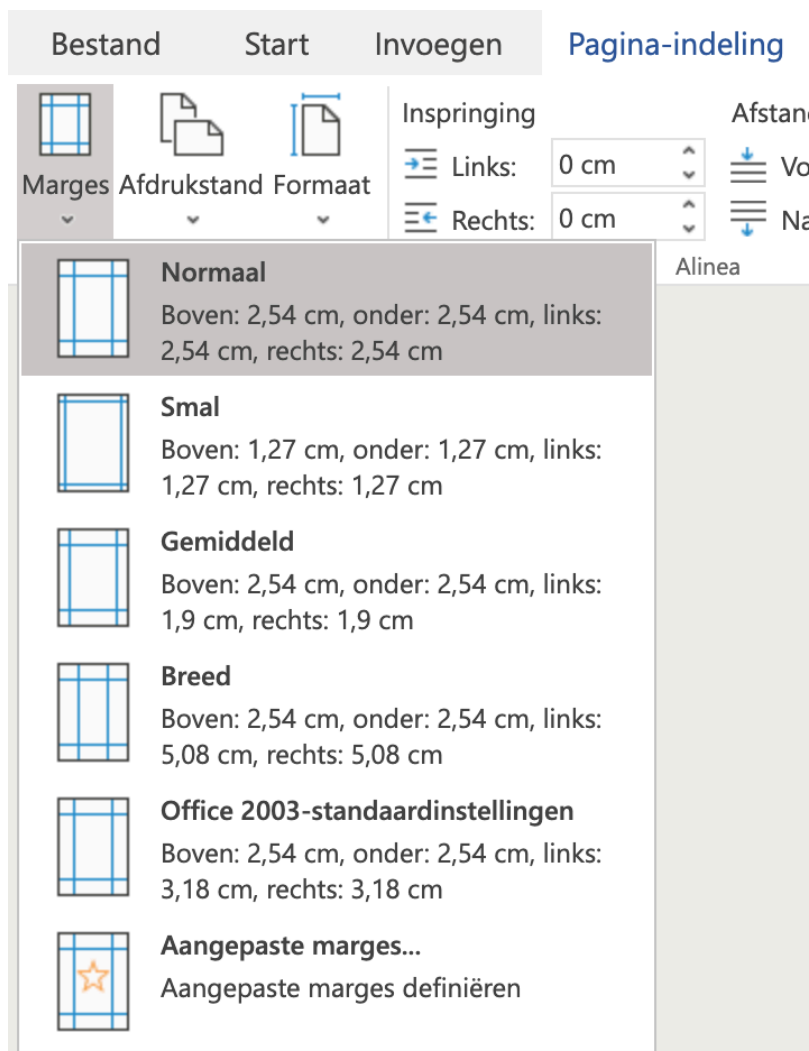 Bestand Start Invoegen Pagina-indeling
Marges Afdrukstand Formaat
Inspringing
Links: 0 cm
Rechts: 0 cm
Alinea
Normaal
Boven: 2,54 cm, onder: 2,54 cm, links:
2,54 cm, rechts: 2,54 cm
Smal
Boven: 1,27 cm, onder: 1,27 cm, links:
1,27 cm, rechts: 1,27 cm
Gemiddeld
Boven: 2,54 cm, onder: 2,54 cm, links:
1,9 cm, rechts: 1,9 cm
Breed
Boven: 2,54 cm, onder: 2,54 cm, links:
5,08 cm, rechts: 5,08 cm
Office 2003-standaardinstellingen
Boven: 2,54 cm, onder: 2,54 cm, links:
3,18 cm, rechts: 3,18 cm
Aangepaste marges...
Aangepaste marges definiëren